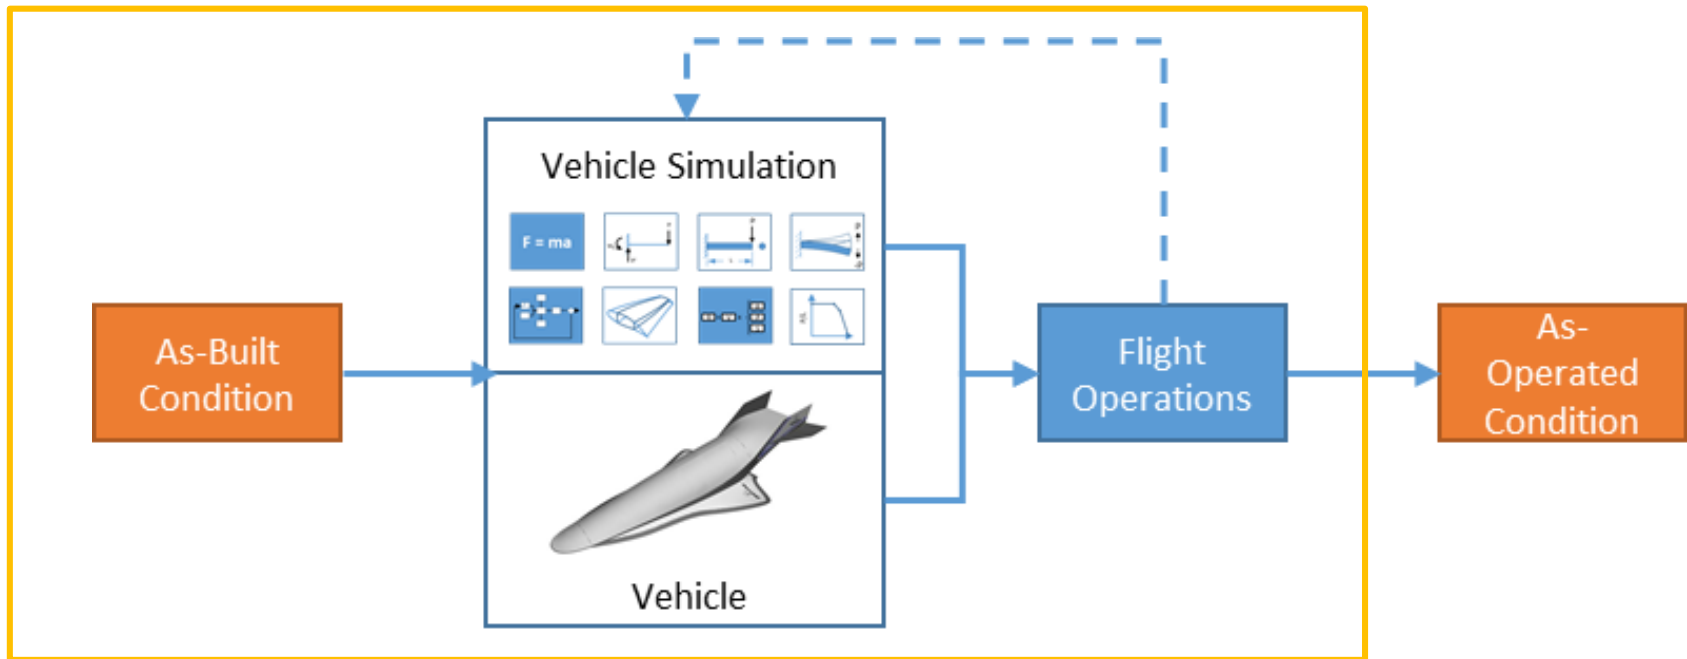 Vehicle Simulation
F = ma
As-Built
Condition
Flight
Operations
As-
Operated
Condition
Vehicle